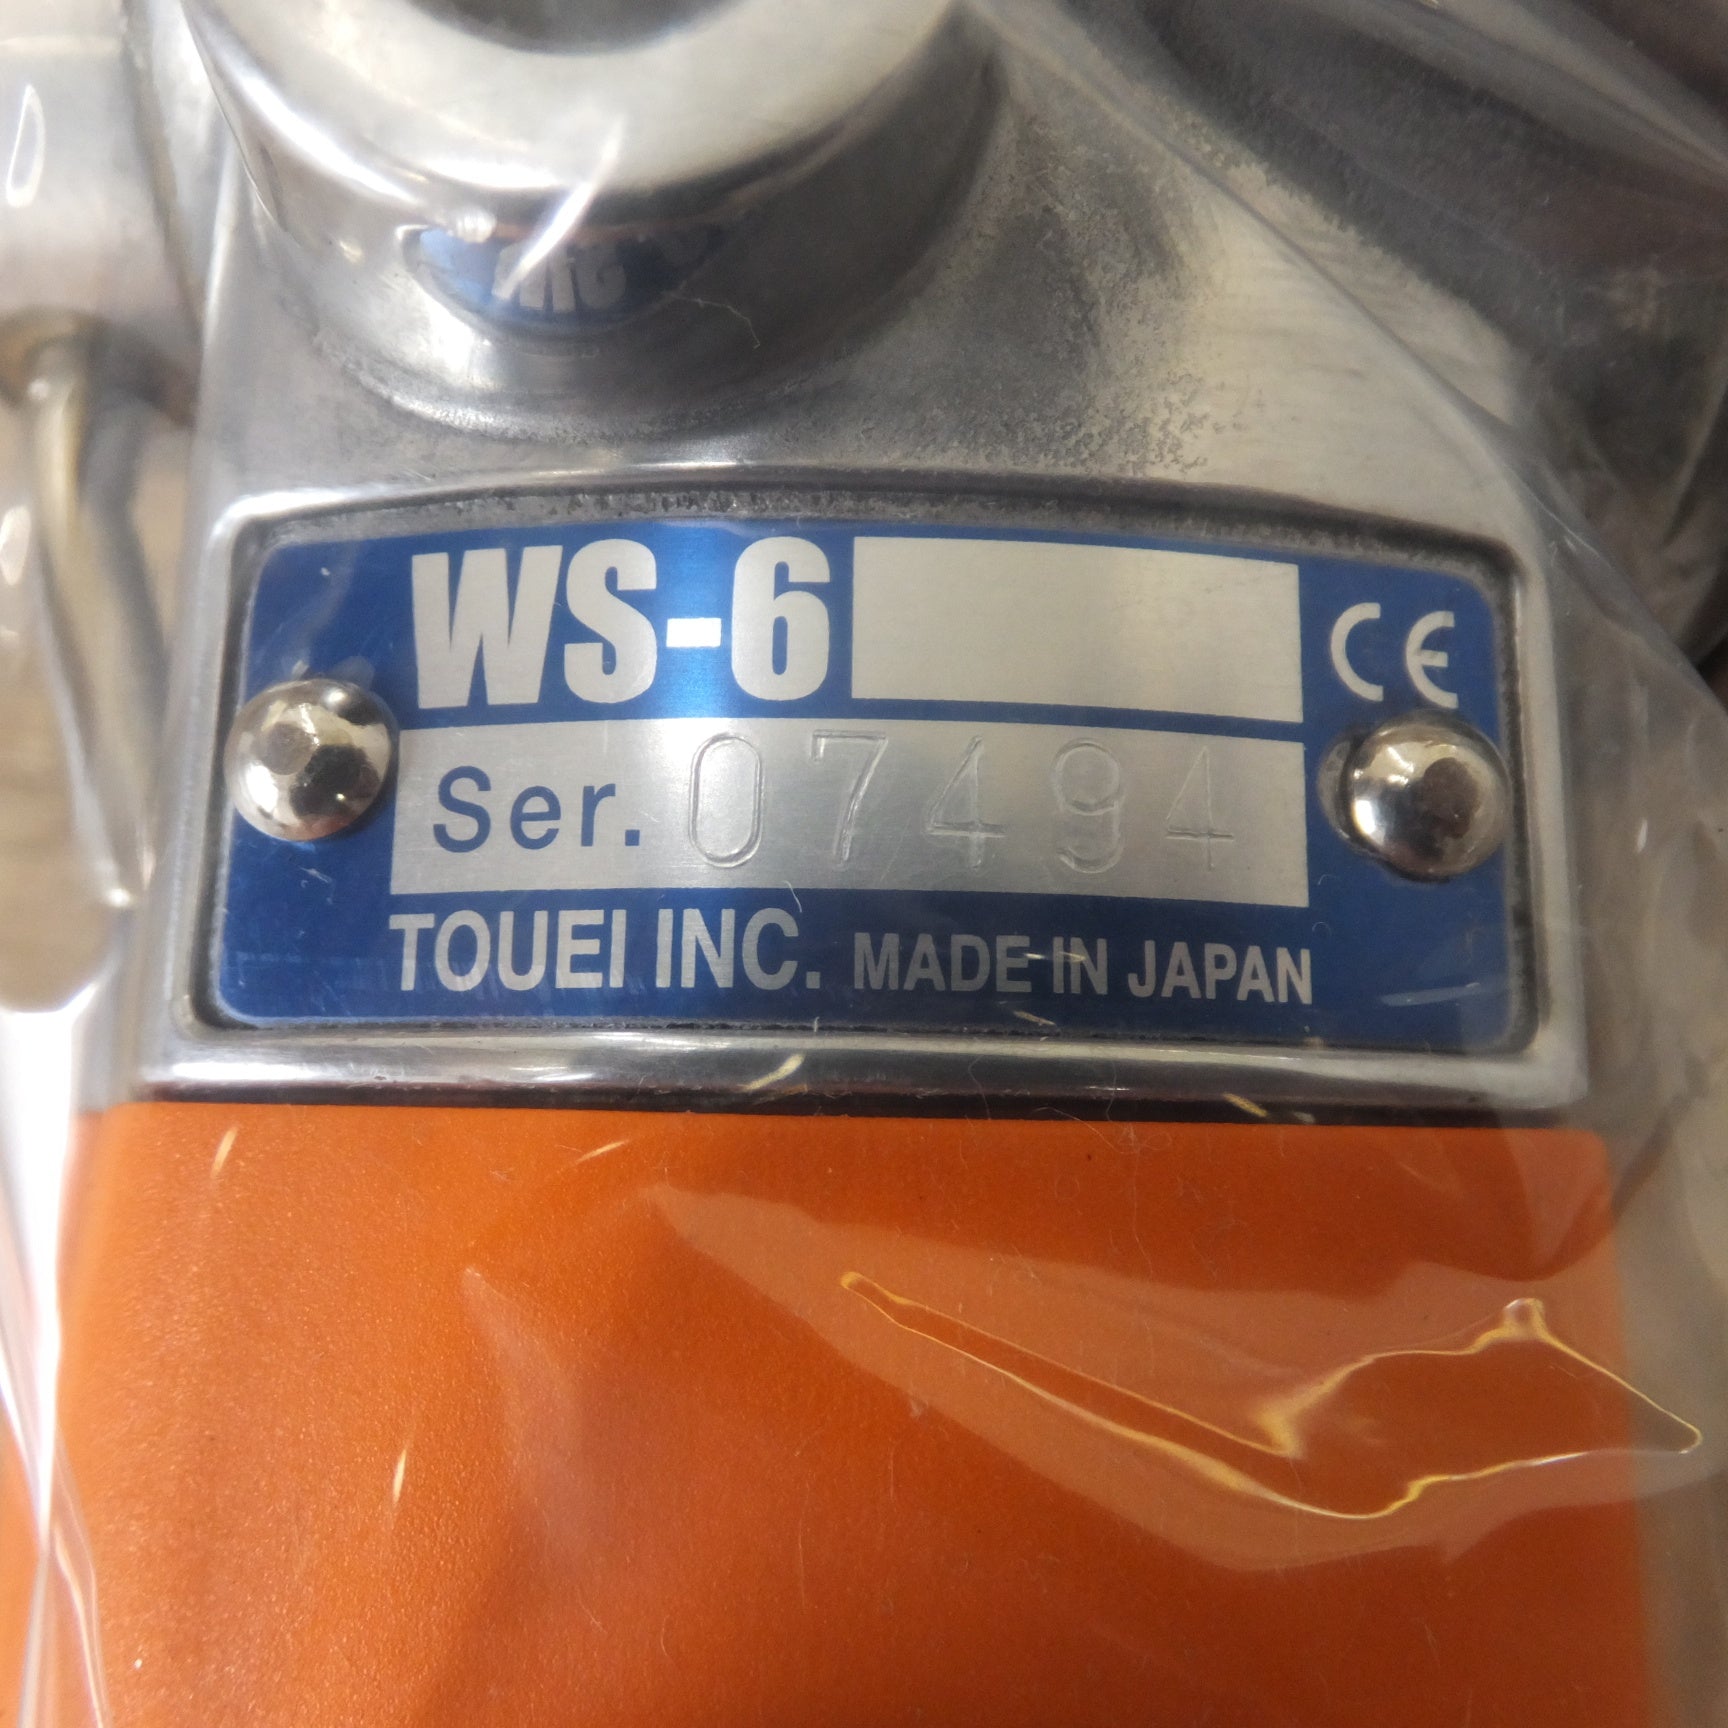 WS-6
CE
Ser. 07494
TOUEI INC. MADE IN JAPAN